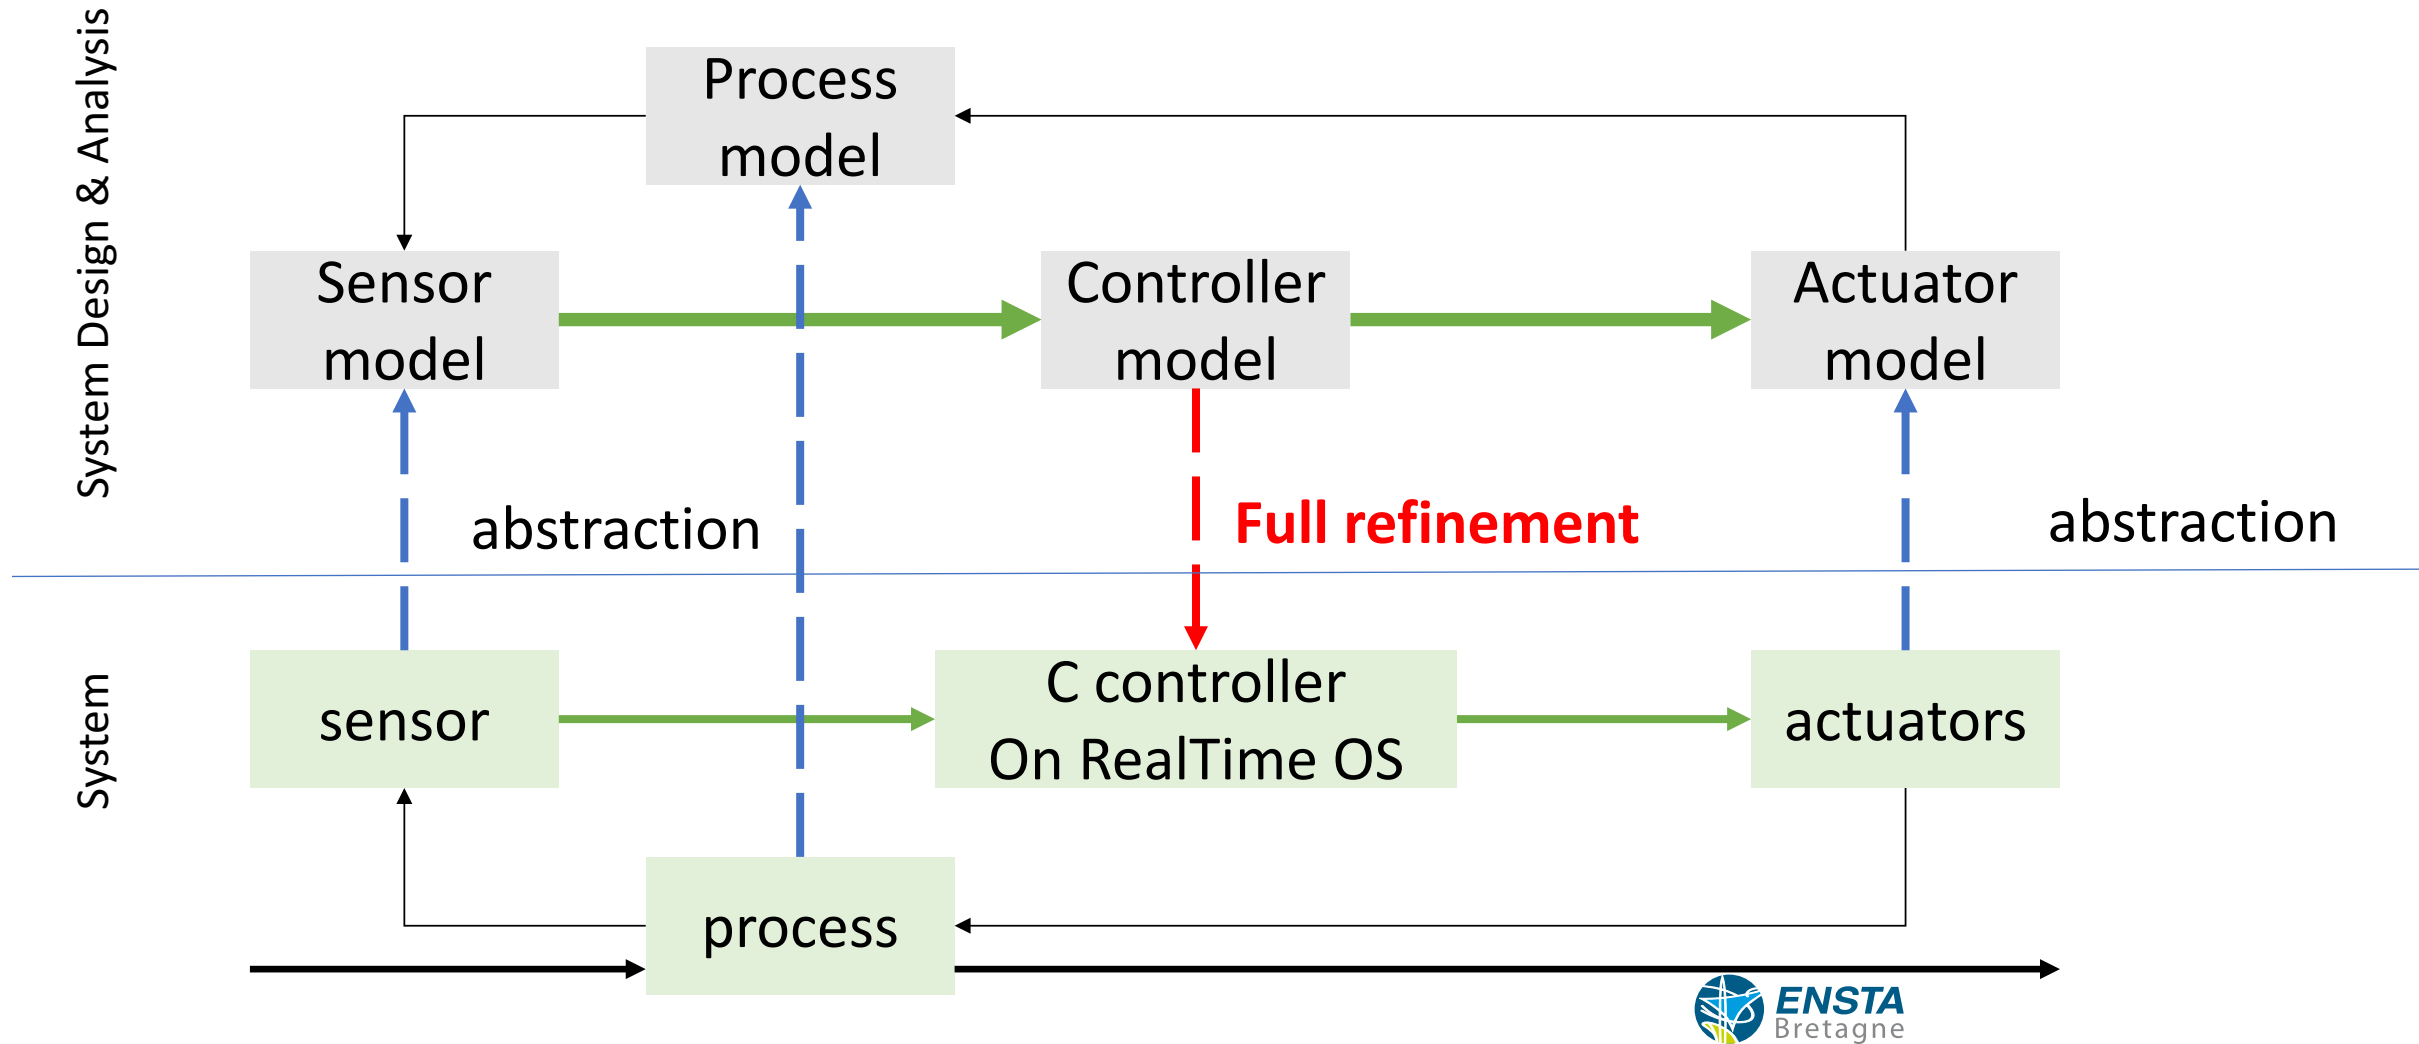 System Design & Analysis
Process
model
Sensor
model
Controller
model
Actuator
model
abstraction
Full refinement
abstraction
System
sensor
C controller
On RealTime OS
actuators
process
ENSTA
Bretagne